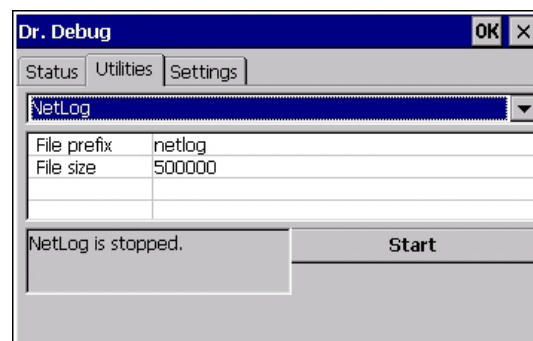 Dr. Debug OK ×
Status Utilities Settings
NetLog
File prefix netlog
File size 500000
NetLog is stopped. Start